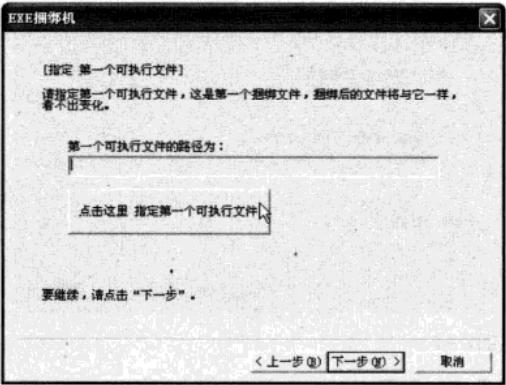 EXE捆绑机
[指定 第一个可执行文件]
请指定第一个可执行文件，这是第一个捆绑文件，捆绑后的文件将与它一样，
看不出变化。
第一个可执行文件的路径为：
点击这里 指定第一个可执行文件
要继续，请点击“下一步”。
< 上一步(B) 下一步(N) > 取消